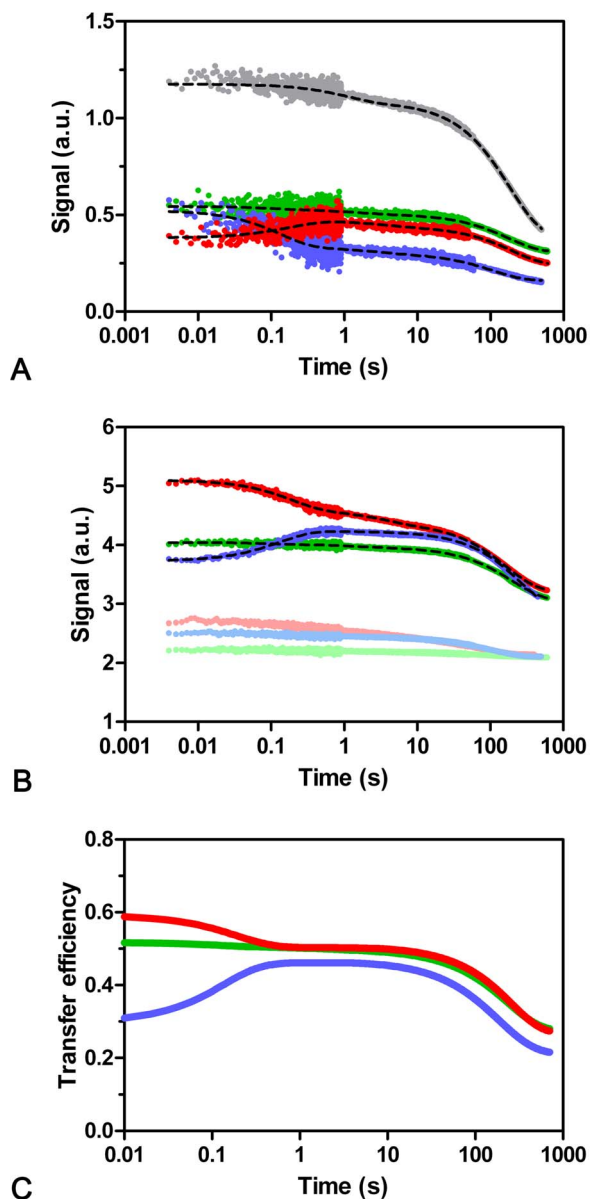 1.5
1.0
0.5
0.0
Signal (a.u.)
0.001 0.01 0.1 1 10 100 1000
Time (s)
A
6
5
4
3
2
1
Signal (a.u.)
0.001 0.01 0.1 1 10 100 1000
Time (s)
B
0.8
0.6
0.4
0.2
0.0
Transfer efficiency
0.01 0.1 1 10 100 1000
Time (s)
C